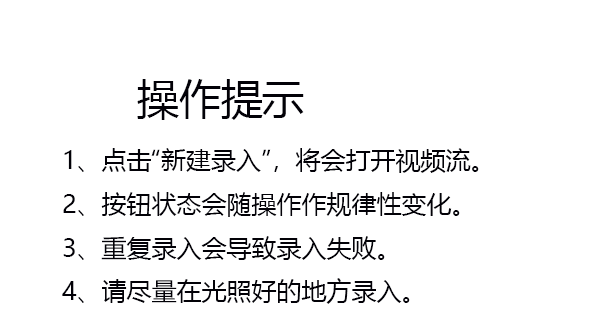 操作提示
1、点击“新建录入”，将会打开视频流。
2、按钮状态会随操作作规律性变化。
3、重复录入会导致录入失败。
4、请尽量在光照好的地方录入。